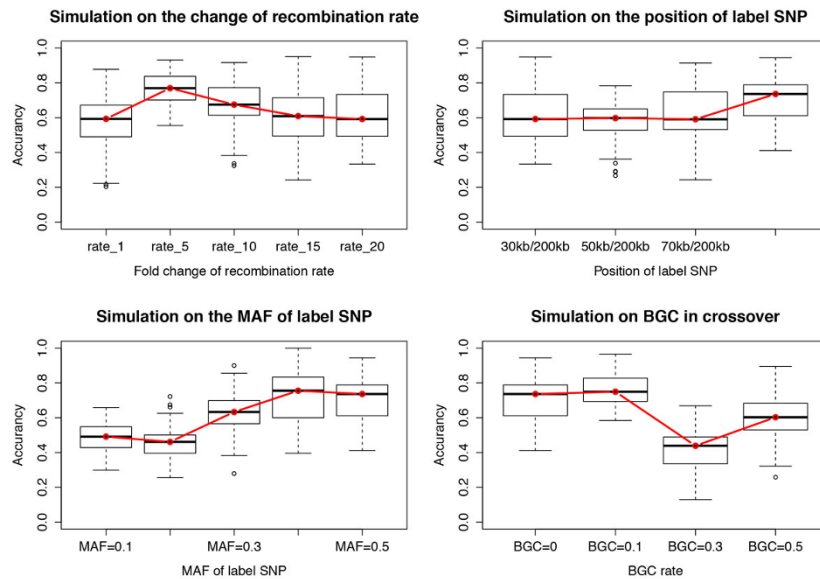 Simulation on the change of recombination rate
Accurancy
0.0 0.2 0.4 0.6 0.8 1.0
rate_1 rate_5 rate_10 rate_15 rate_20
Fold change of recombination rate
Simulation on the position of label SNP
Accurancy
0.0 0.2 0.4 0.6 0.8 1.0
30kb/200kb 50kb/200kb 70kb/200kb
Position of label SNP
Simulation on the MAF of label SNP
Accurancy
0.0 0.2 0.4 0.6 0.8 1.0
MAF=0.1 MAF=0.3 MAF=0.5
MAF of label SNP
Simulation on BGC in crossover
Accurancy
0.0 0.2 0.4 0.6 0.8 1.0
BGC=0 BGC=0.1 BGC=0.3 BGC=0.5
BGC rate